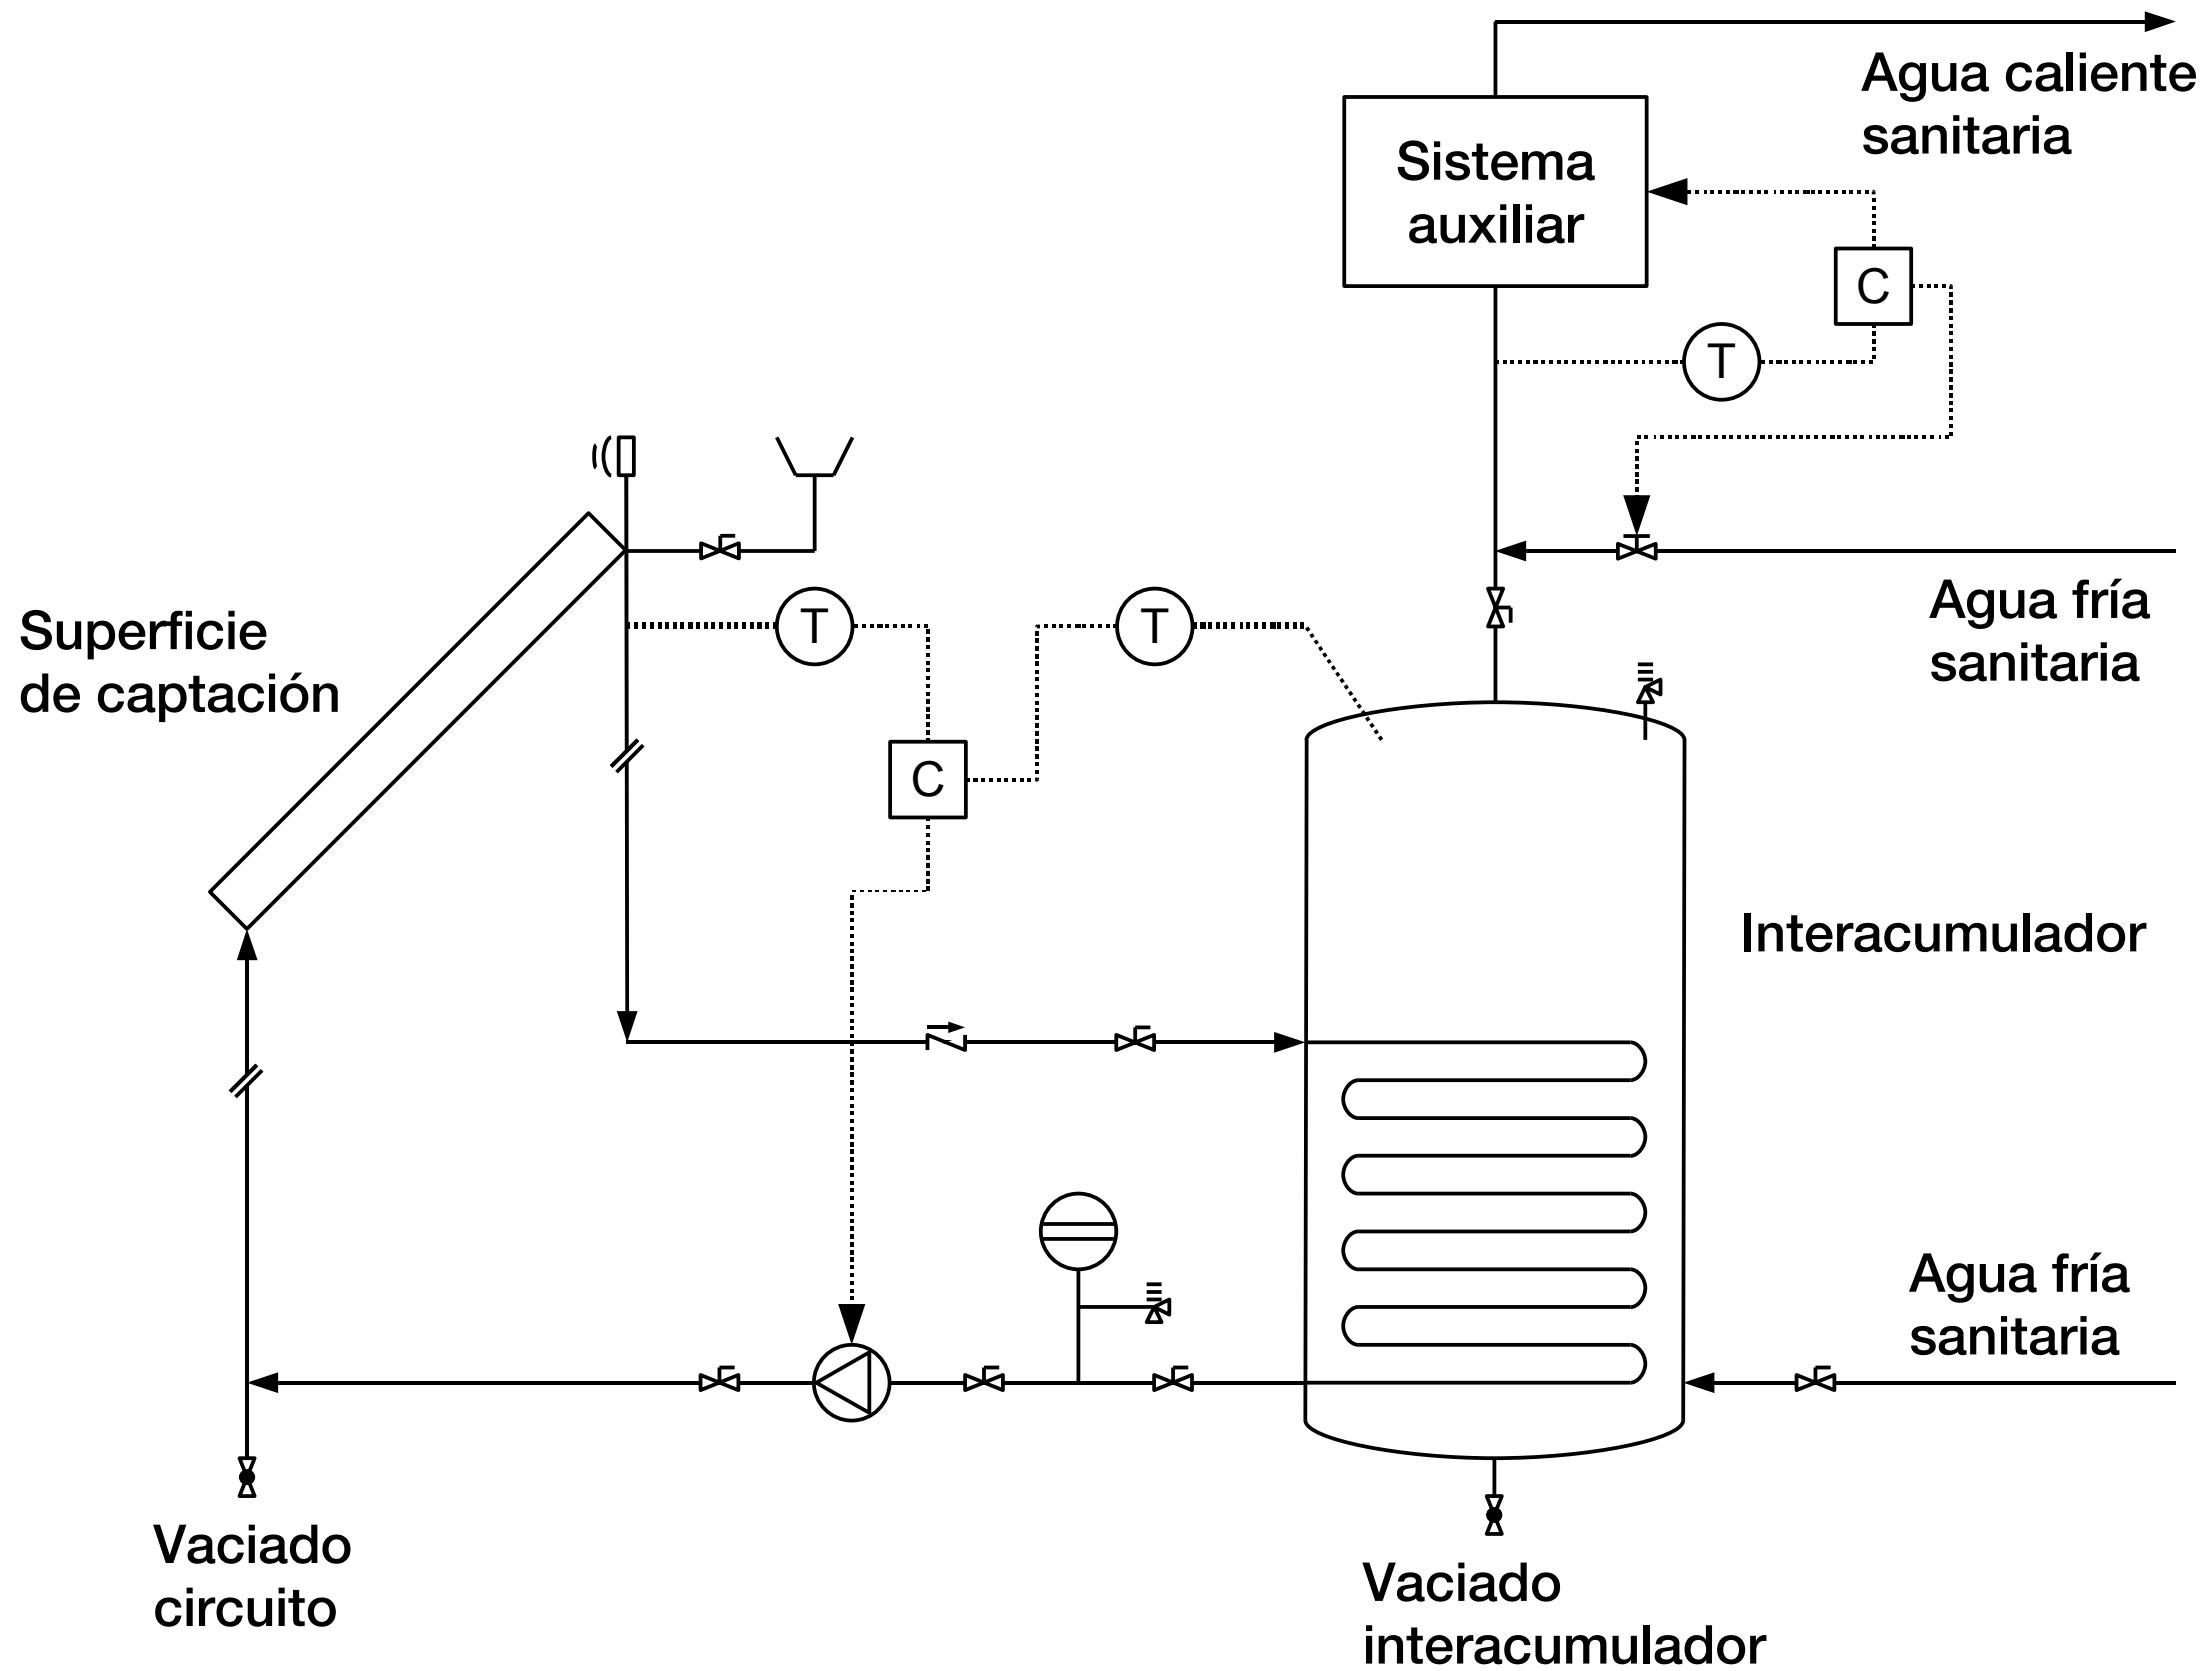 Agua caliente
sanitaria
Sistema
auxiliar
C
T
Agua fría
sanitaria
Superficie
de captación
T
T
C
Interacumulador
Agua fría
sanitaria
Vaciado
circuito
Vaciado
interacumulador